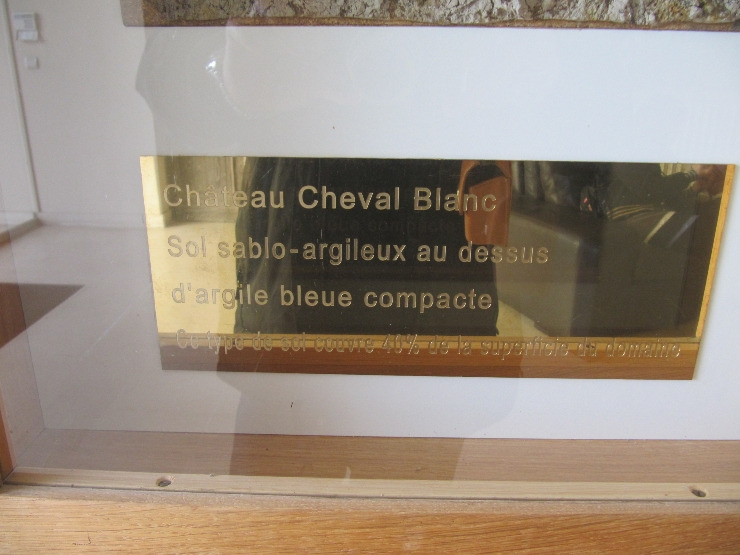 Château Cheval Blanc
Sol sablo-argileux au dessus
d'argile bleue compacte
Ce type de sol couvre 40% de la superficie du domaine